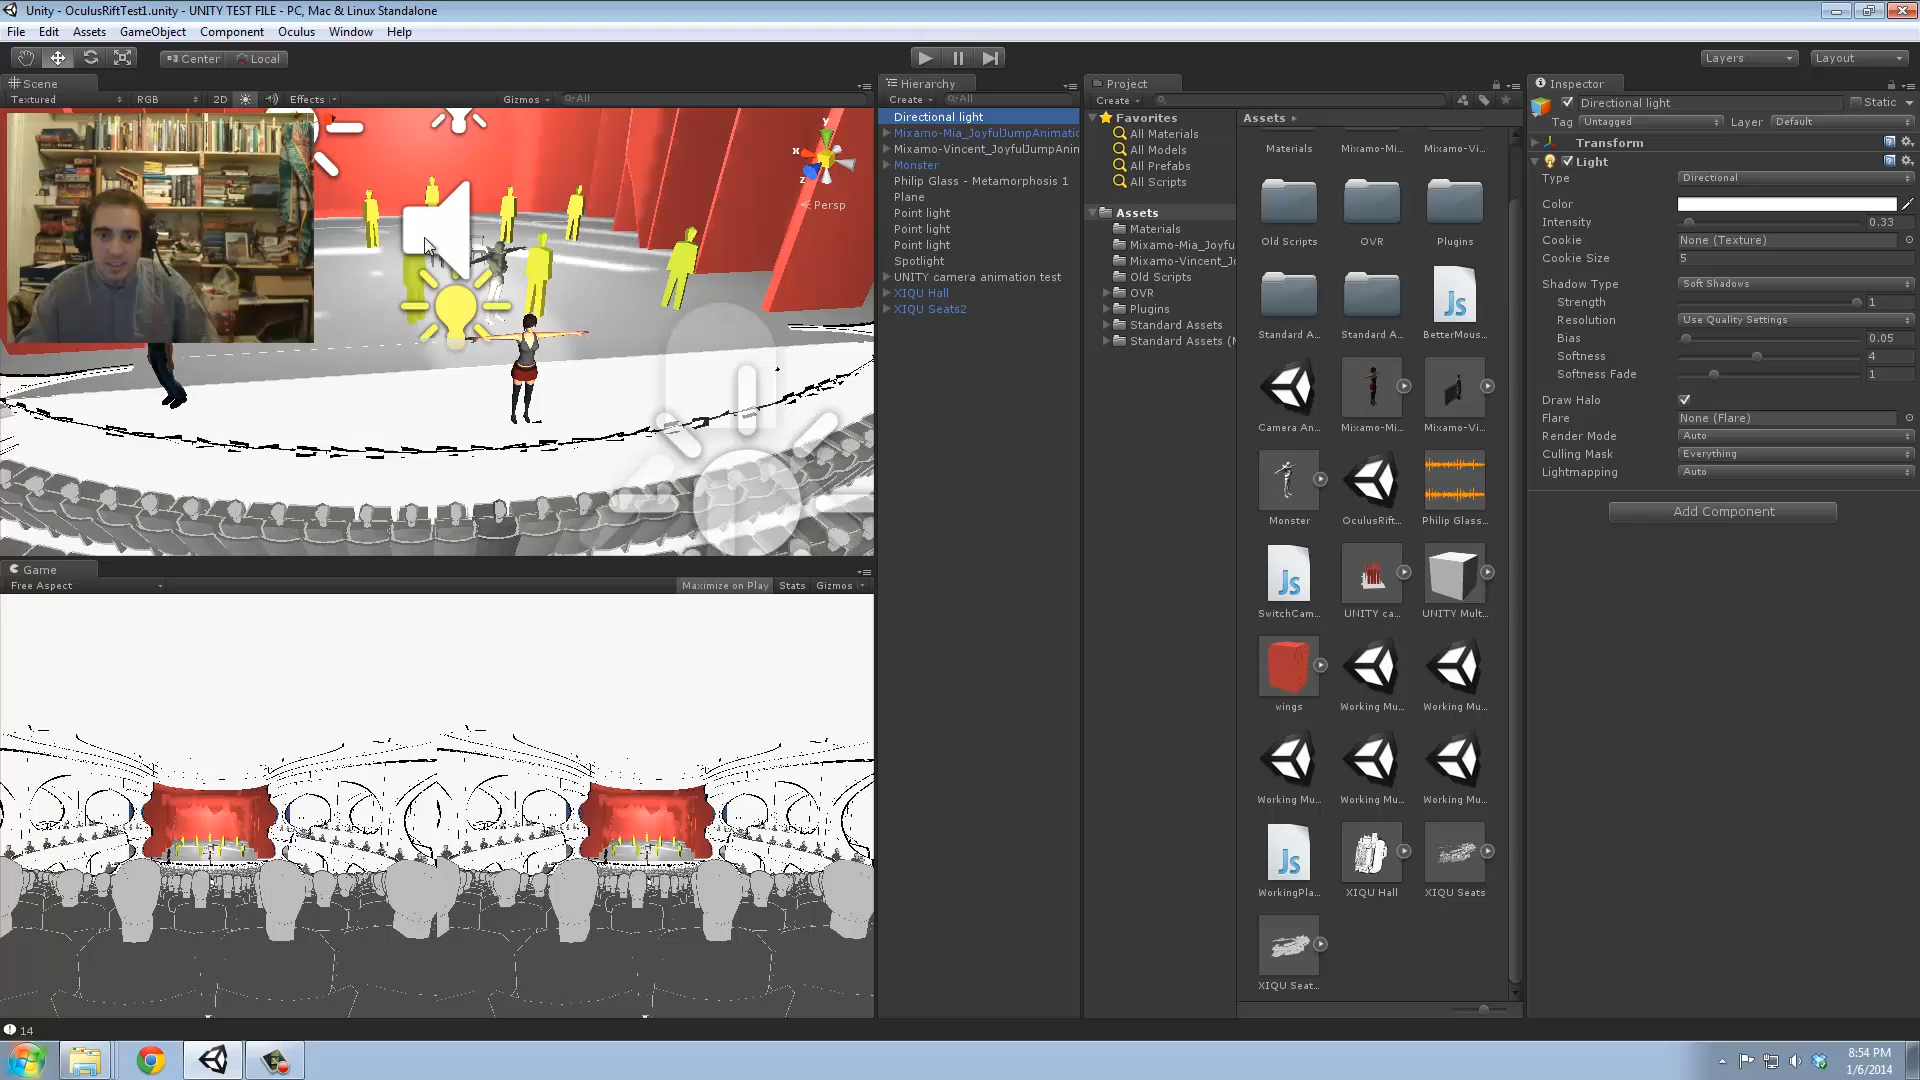 Unity - OculusRiftTest1.unity - UNITY TEST FILE - PC, Mac & Linux Standalone
File Edit Assets GameObject Component Oculus Window Help
Center Local
Layers Layout
Scene
Textured RGB 2D Effects Gizmos All
y
x
z
Persp
Game
Free Aspect Maximize on Play Stats Gizmos
Hierarchy
Create All
Directional light
Mixamo-Mia_JoyfulJumpAnimatic
Mixamo-Vincent_JoyfulJumpAnin
Monster
Philip Glass - Metamorphosis 1
Plane
Point light
Point light
Point light
Spotlight
UNITY camera animation test
XIQU Hall
XIQU Seats2
Project
Create
Favorites
All Materials
All Models
All Prefabs
All Scripts
Assets
Materials
Mixamo-Mia_Joyfu
Mixamo-Vincent_Jo
Old Scripts
OVR
Plugins
Standard Assets
Standard Assets (M
Assets
Materials Mixamo-Mi... Mixamo-Vi...
Old Scripts OVR Plugins
Js
Standard A... Standard A... BetterMous...
Camera An... Mixamo-Mi... Mixamo-Vi...
Monster OculusRift... Philip Glass...
Js
SwitchCam... UNITY ca... UNITY Mult...
wings Working Mu... Working Mu...
Working Mu... Working Mu... Working Mu...
Js
WorkingPla... XIQU Hall XIQU Seats
XIQU Seat...
Inspector
Directional light Static
Tag Untagged Layer Default
Transform
Light
Type Directional
Color
Intensity 0.33
Cookie None (Texture)
Cookie Size 5
Shadow Type Soft Shadows
Strength 1
Resolution Use Quality Settings
Bias 0.05
Softness 4
Softness Fade 1
Draw Halo
Flare None (Flare)
Render Mode Auto
Culling Mask Everything
Lightmapping Auto
Add Component
14
8:54 PM
1/6/2014